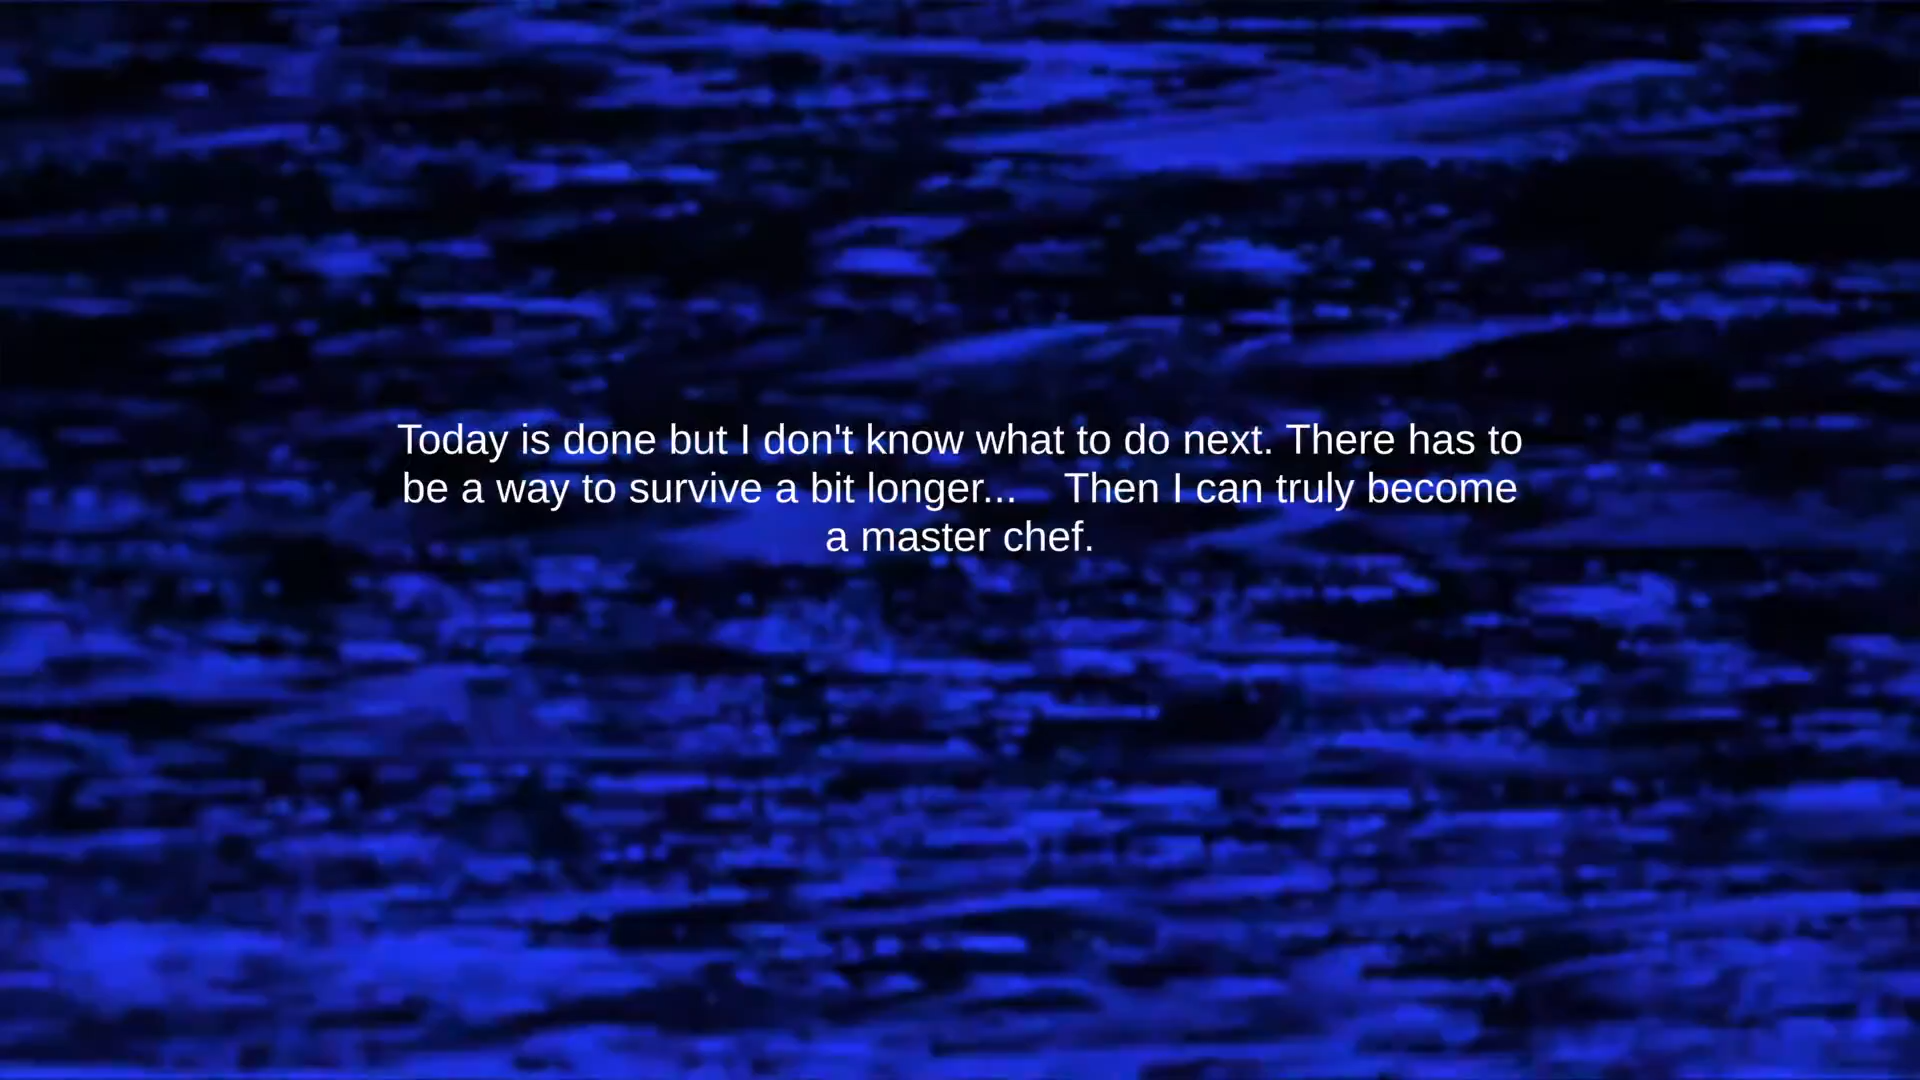 Today is done but I don't know what to do next. There has to
be a way to survive a bit longer...    Then I can truly become
a master chef.